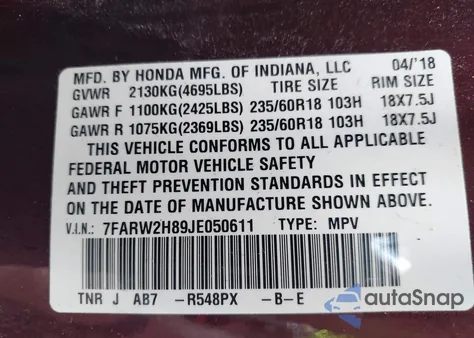 MFD. BY HONDA MFG. OF INDIANA, LLC 04/'18
GVWR 2130KG(4695LBS) TIRE SIZE RIM SIZE
GAWR F 1100KG(2425LBS) 235/60R18 103H 18X7.5J
GAWR R 1075KG(2369LBS) 235/60R18 103H 18X7.5J
THIS VEHICLE CONFORMS TO ALL APPLICABLE
FEDERAL MOTOR VEHICLE SAFETY
AND THEFT PREVENTION STANDARDS IN EFFECT
ON THE DATE OF MANUFACTURE SHOWN ABOVE.
V.I.N: 7FARW2H89JE050611 TYPE: MPV
TNR J AB7 -R548PX -B-E
autoSnap